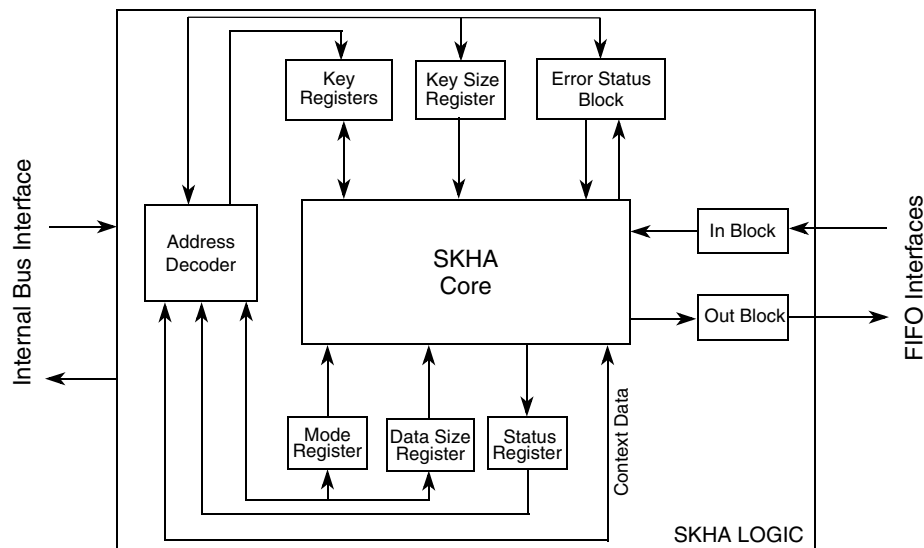 Key
Registers
Key Size
Register
Error Status
Block
Internal Bus Interface
Address
Decoder
SKHA
Core
In Block
Out Block
FIFO Interfaces
Mode
Register
Data Size
Register
Status
Register
Context Data
SKHA LOGIC